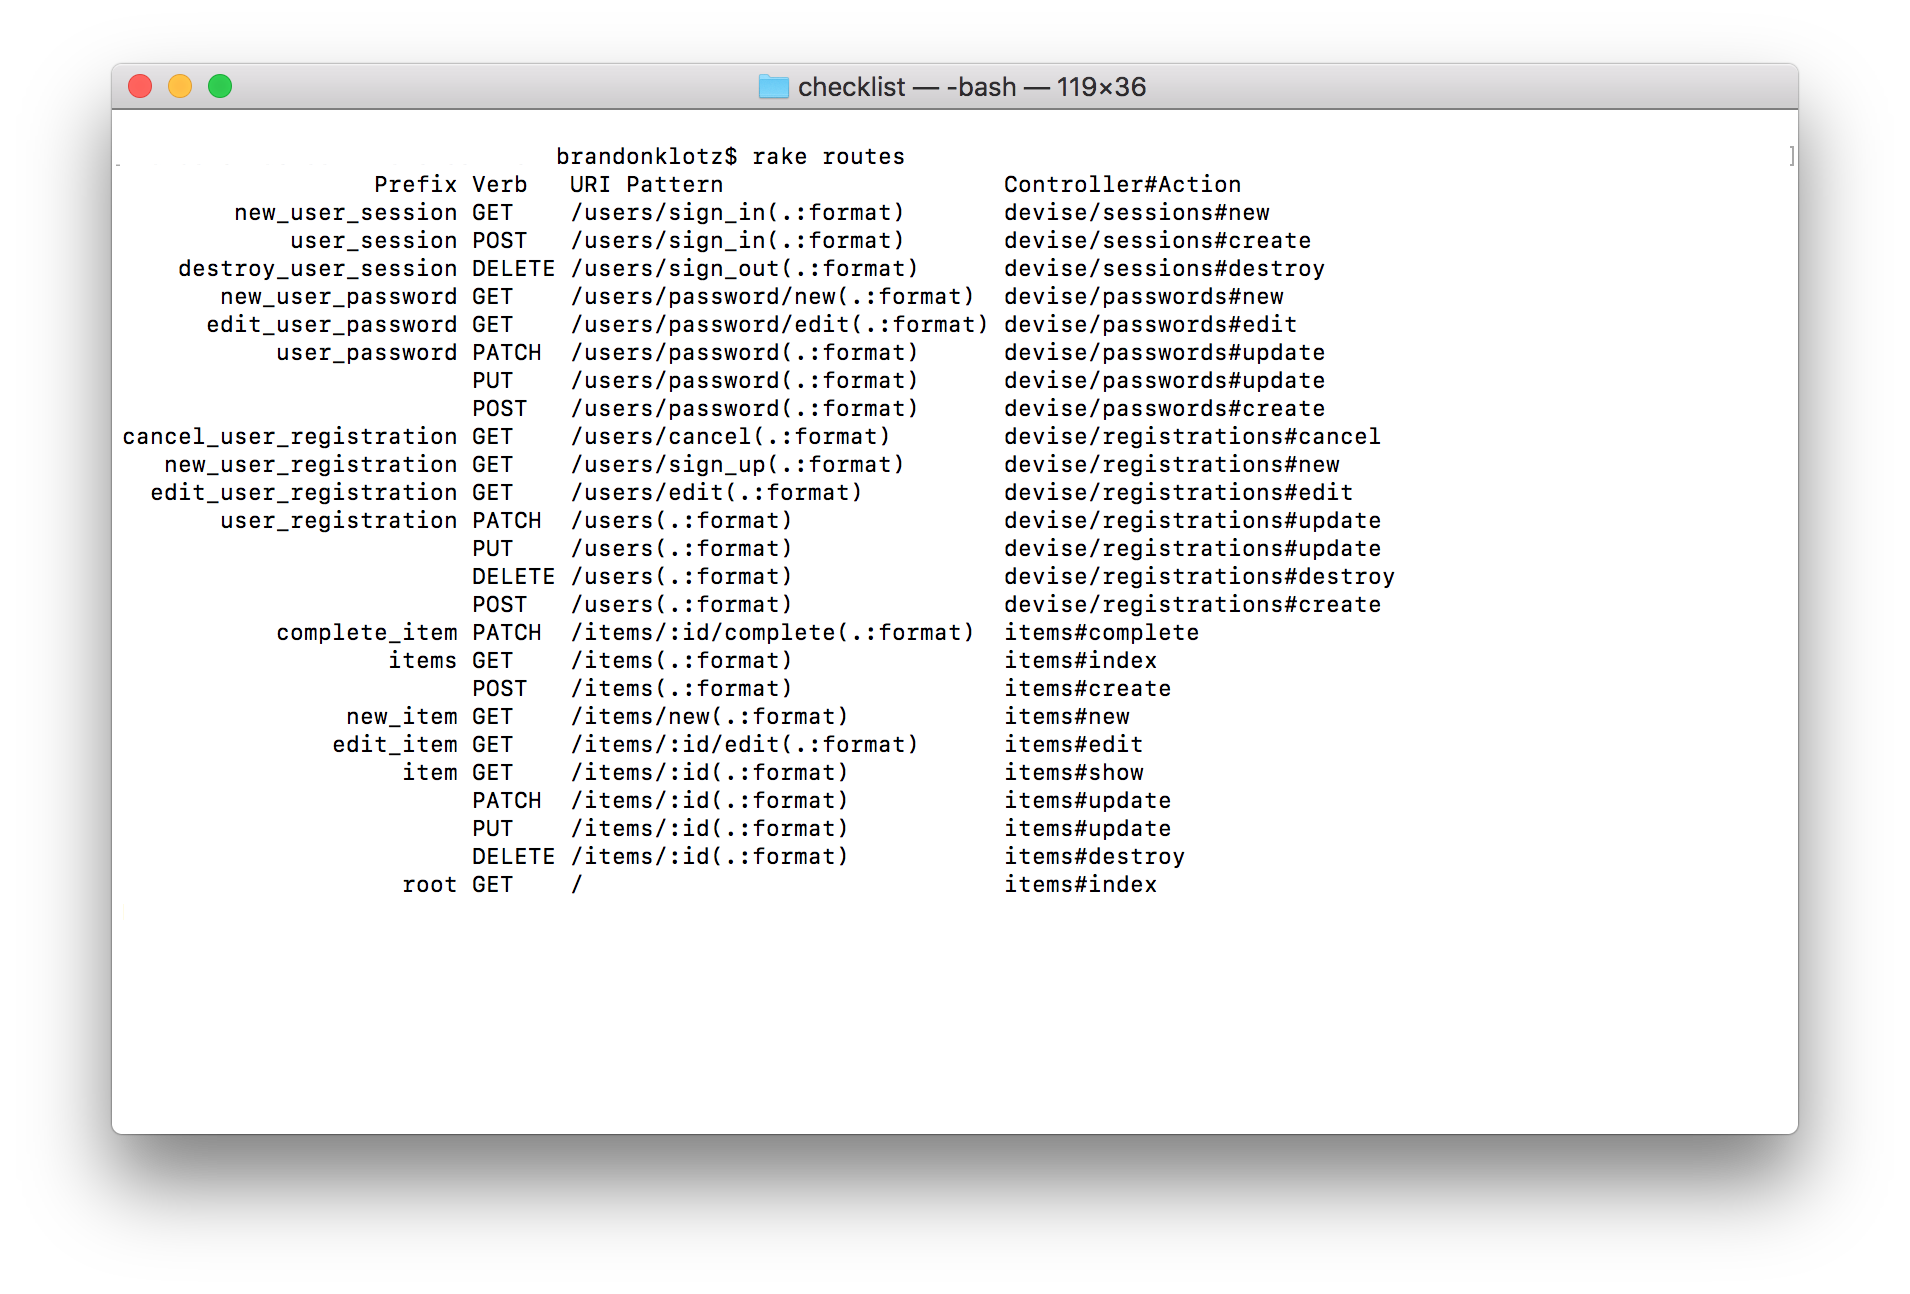 checklist — -bash — 119×36
brandonklotz$ rake routes
Prefix Verb URI Pattern Controller#Action
new_user_session GET /users/sign_in(.:format) devise/sessions#new
user_session POST /users/sign_in(.:format) devise/sessions#create
destroy_user_session DELETE /users/sign_out(.:format) devise/sessions#destroy
new_user_password GET /users/password/new(.:format) devise/passwords#new
edit_user_password GET /users/password/edit(.:format) devise/passwords#edit
user_password PATCH /users/password(.:format) devise/passwords#update
PUT /users/password(.:format) devise/passwords#update
POST /users/password(.:format) devise/passwords#create
cancel_user_registration GET /users/cancel(.:format) devise/registrations#cancel
new_user_registration GET /users/sign_up(.:format) devise/registrations#new
edit_user_registration GET /users/edit(.:format) devise/registrations#edit
user_registration PATCH /users(.:format) devise/registrations#update
PUT /users(.:format) devise/registrations#update
DELETE /users(.:format) devise/registrations#destroy
POST /users(.:format) devise/registrations#create
complete_item PATCH /items/:id/complete(.:format) items#complete
items GET /items(.:format) items#index
POST /items(.:format) items#create
new_item GET /items/new(.:format) items#new
edit_item GET /items/:id/edit(.:format) items#edit
item GET /items/:id(.:format) items#show
PATCH /items/:id(.:format) items#update
PUT /items/:id(.:format) items#update
DELETE /items/:id(.:format) items#destroy
root GET / items#index